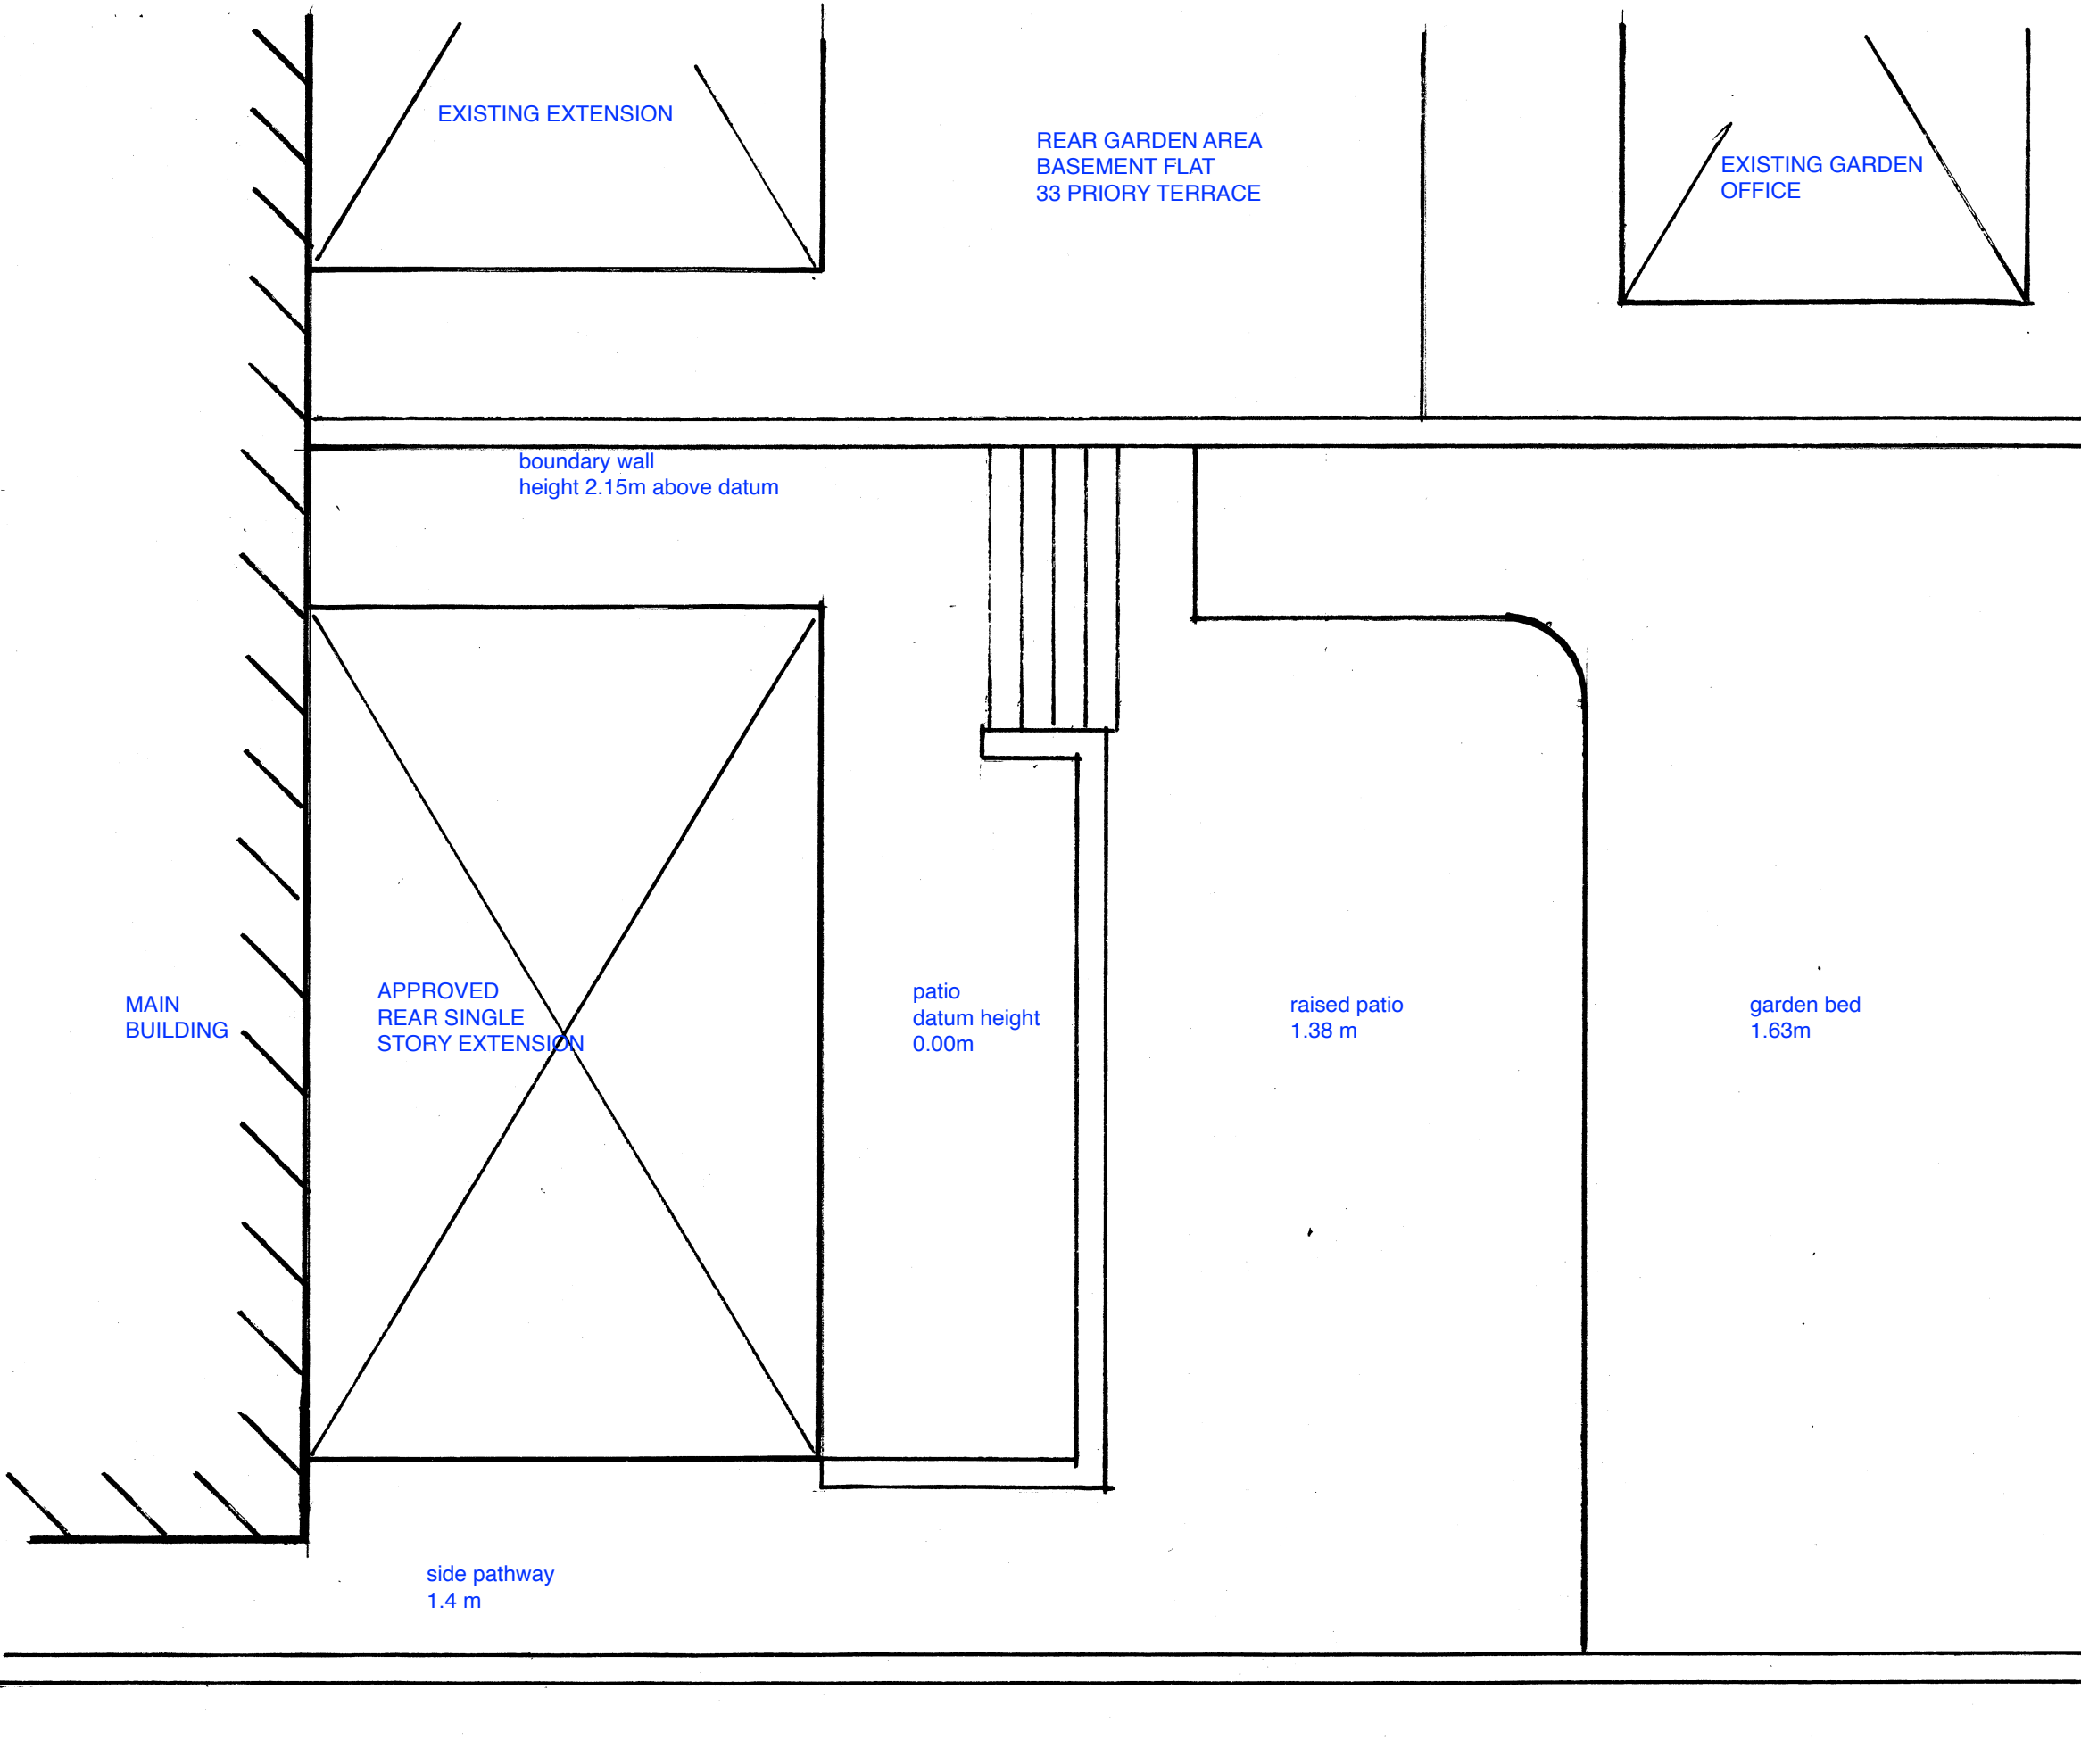 EXISTING EXTENSION
REAR GARDEN AREA
BASEMENT FLAT
33 PRIORY TERRACE
EXISTING GARDEN
OFFICE
boundary wall
height 2.15m above datum
MAIN
BUILDING
APPROVED
REAR SINGLE
STORY EXTENSION
patio
datum height
0.00m
raised patio
1.38 m
garden bed
1.63m
side pathway
1.4 m